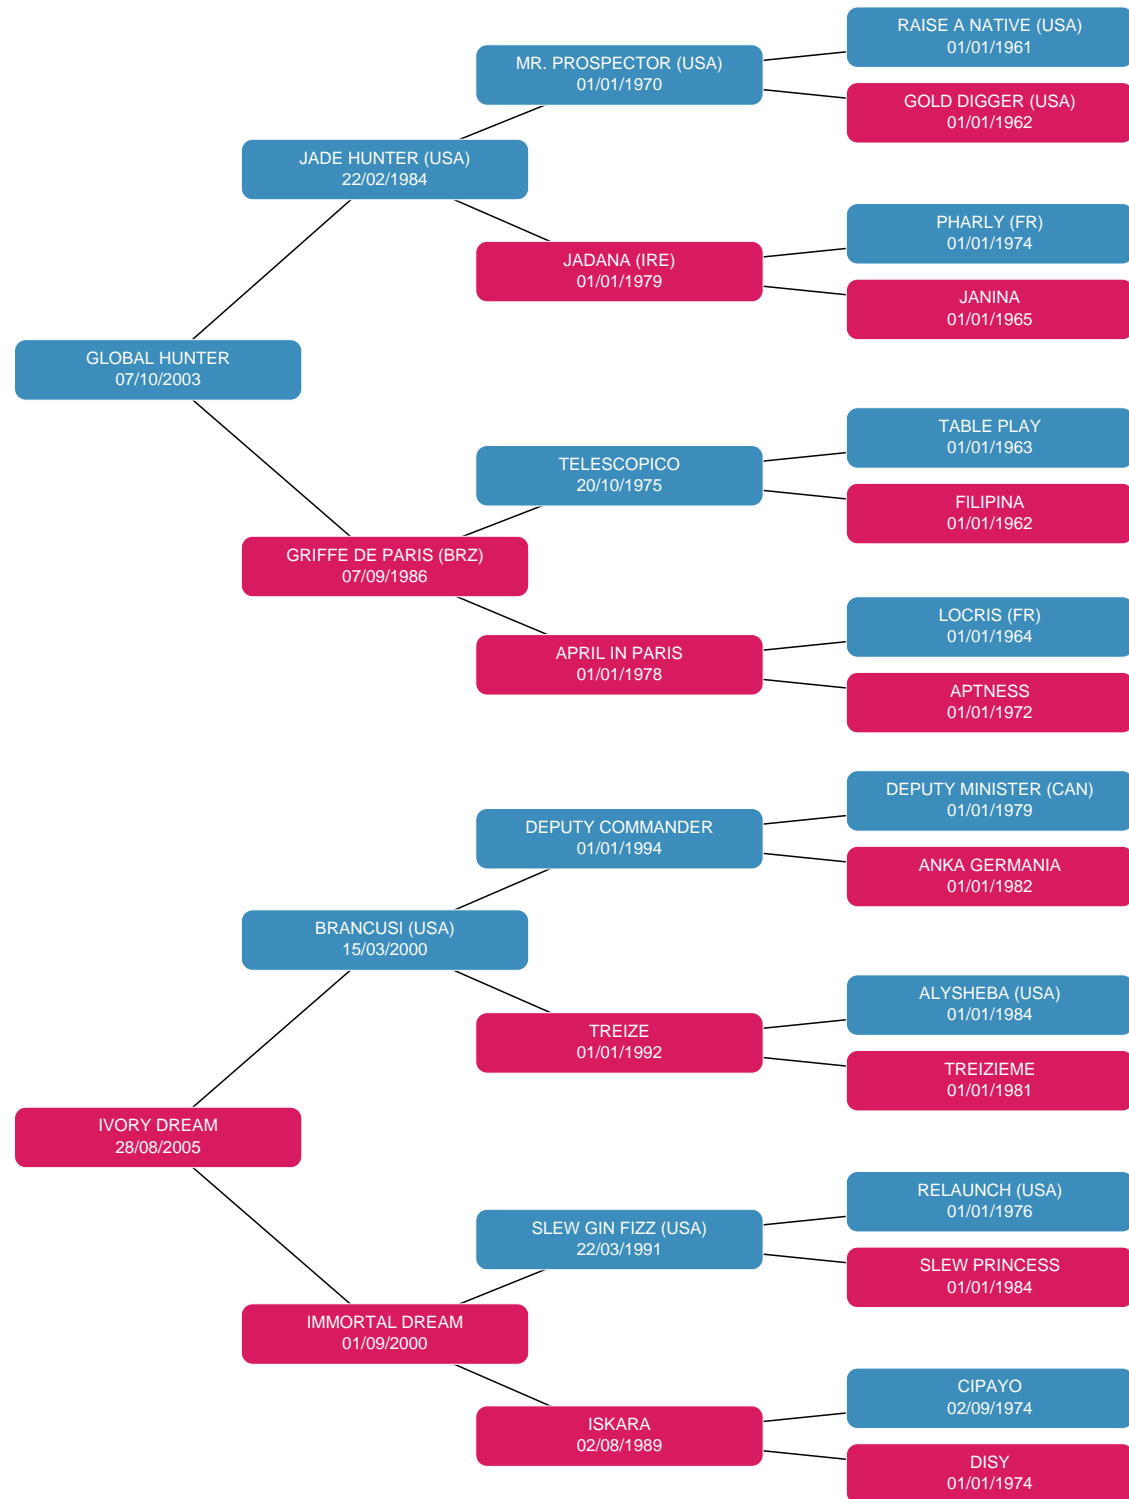 RAISE A NATIVE (USA)
01/01/1961
MR. PROSPECTOR (USA)
01/01/1970
GOLD DIGGER (USA)
01/01/1962
JADE HUNTER (USA)
22/02/1984
PHARLY (FR)
01/01/1974
JADANA (IRE)
01/01/1979
JANINA
01/01/1965
GLOBAL HUNTER
07/10/2003
TABLE PLAY
01/01/1963
TELESCOPICO
20/10/1975
FILIPINA
01/01/1962
GRIFFE DE PARIS (BRZ)
07/09/1986
LOCRIS (FR)
01/01/1964
APRIL IN PARIS
01/01/1978
APTNESS
01/01/1972
DEPUTY MINISTER (CAN)
01/01/1979
DEPUTY COMMANDER
01/01/1994
ANKA GERMANIA
01/01/1982
BRANCUSI (USA)
15/03/2000
ALYSHEBA (USA)
01/01/1984
TREIZE
01/01/1992
TREIZIEME
01/01/1981
IVORY DREAM
28/08/2005
RELAUNCH (USA)
01/01/1976
SLEW GIN FIZZ (USA)
22/03/1991
SLEW PRINCESS
01/01/1984
IMMORTAL DREAM
01/09/2000
CIPAYO
02/09/1974
ISKARA
02/08/1989
DISY
01/01/1974